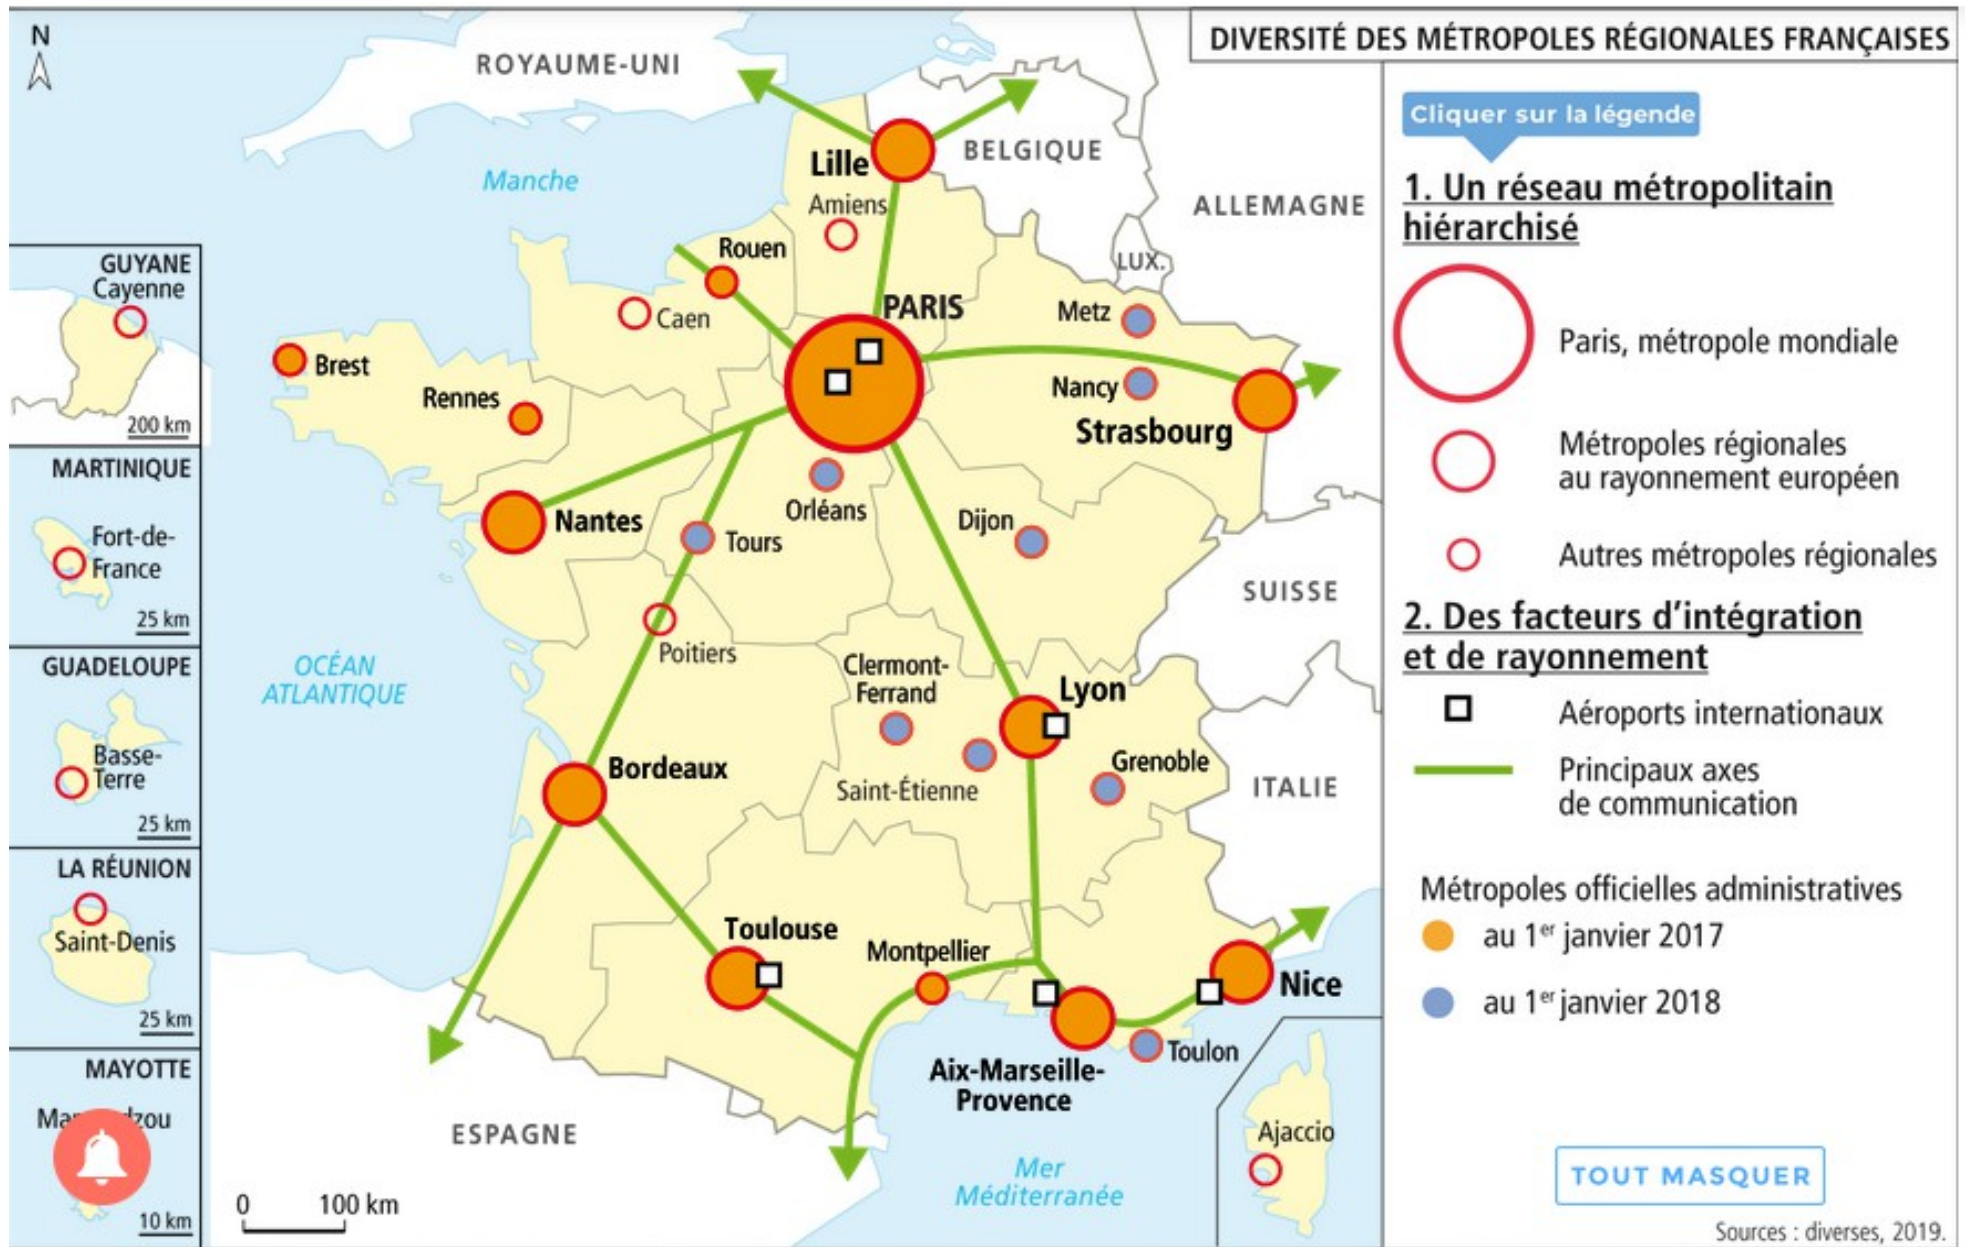 DIVERSITÉ DES MÉTROPOLES RÉGIONALES FRANÇAISES
N
ROYAUME-UNI
BELGIQUE
ALLEMAGNE
LUX.
SUISSE
ITALIE
ESPAGNE
Manche
OCÉAN
ATLANTIQUE
Mer
Méditerranée
Lille
Amiens
Rouen
Caen
PARIS
Metz
Nancy
Strasbourg
Brest
Rennes
Nantes
Orléans
Tours
Dijon
Poitiers
Clermont-
Ferrand
Lyon
Saint-Étienne
Grenoble
Bordeaux
Toulouse
Montpellier
Aix-Marseille-
Provence
Toulon
Nice
Ajaccio
0 100 km
GUYANE
Cayenne
200 km
MARTINIQUE
Fort-de-
France
25 km
GUADELOUPE
Basse-
Terre
25 km
LA RÉUNION
Saint-Denis
25 km
MAYOTTE
10 km
Cliquer sur la légende
1. Un réseau métropolitain
hiérarchisé
Paris, métropole mondiale
Métropoles régionales
au rayonnement européen
Autres métropoles régionales
2. Des facteurs d'intégration
et de rayonnement
Aéroports internationaux
Principaux axes
de communication
Métropoles officielles administratives
au 1er janvier 2017
au 1er janvier 2018
TOUT MASQUER
Sources : diverses, 2019.